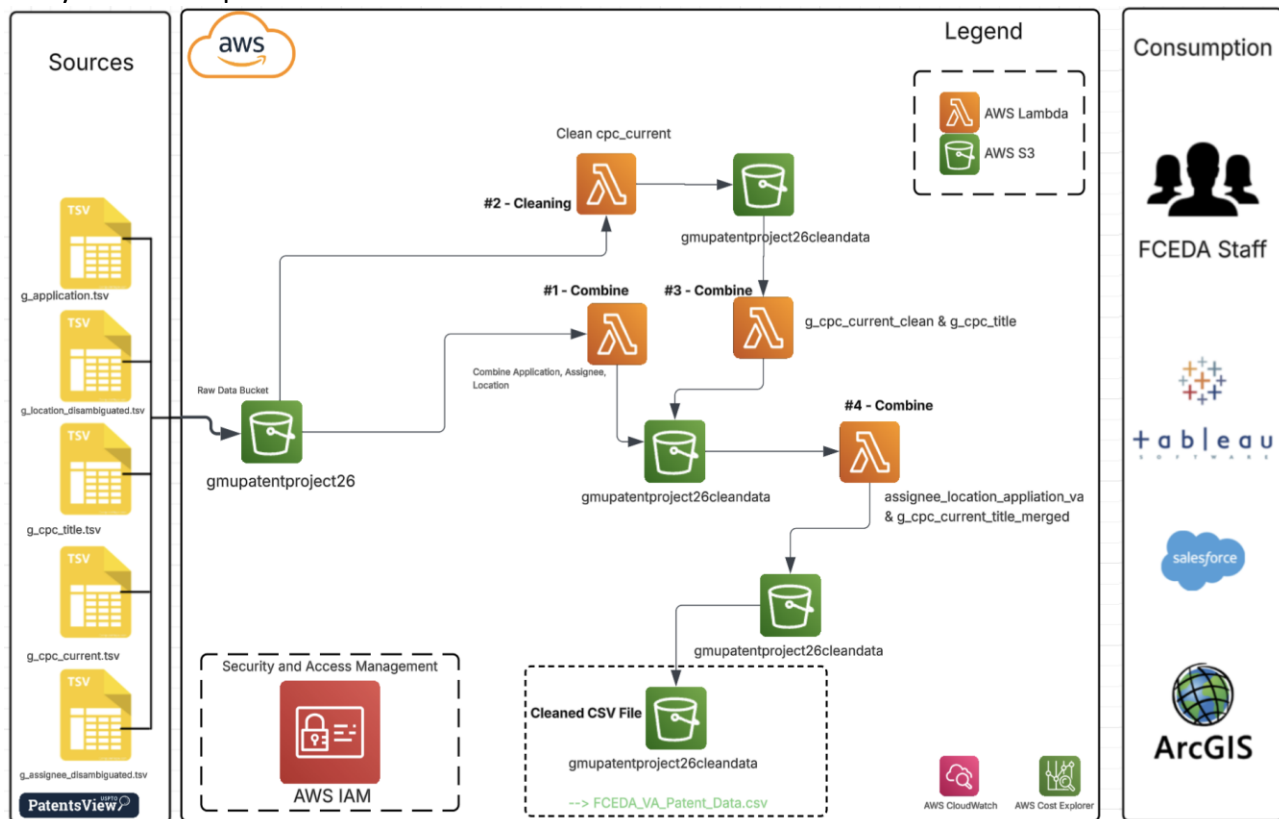 Sources
TSV
g_application.tsv
TSV
g_location_disambiguated.tsv
TSV
g_cpc_title.tsv
TSV
g_cpc_current.tsv
TSV
g_assignee_disambiguated.tsv
USPTO
PatentsView
aws
Legend
AWS Lambda
AWS S3
Clean cpc_current
#2 - Cleaning
gmupatentproject26cleandata
#1 - Combine
#3 - Combine
g_cpc_current_clean & g_cpc_title
Combine Application, Assignee,
Location
Raw Data Bucket
gmupatentproject26
#4 - Combine
gmupatentproject26cleandata
assignee_location_appliation_va
& g_cpc_current_title_merged
gmupatentproject26cleandata
Security and Access Management
AWS IAM
Cleaned CSV File
gmupatentproject26cleandata
--> FCEDA_VA_Patent_Data.csv
AWS CloudWatch
AWS Cost Explorer
Consumption
FCEDA Staff
+ableau
SOFTWARE
salesforce
ArcGIS